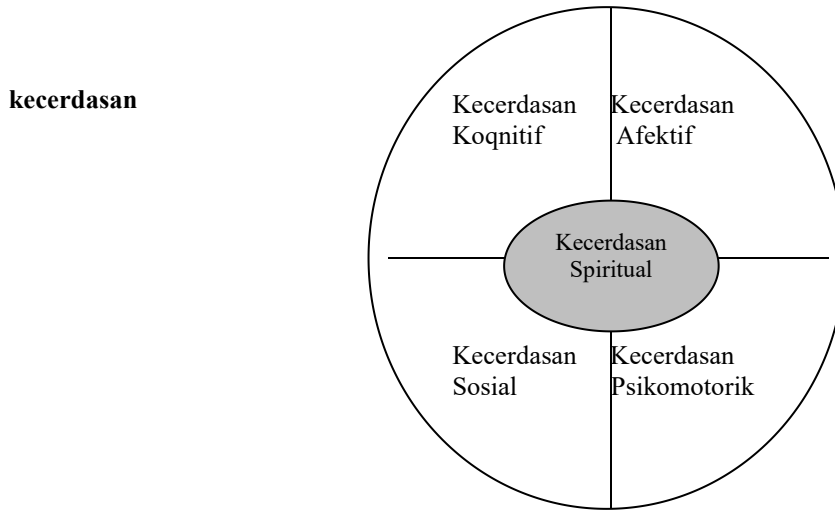 kecerdasan
Kecerdasan
Koqnitif
Kecerdasan
Afektif
Kecerdasan
Spiritual
Kecerdasan
Sosial
Kecerdasan
Psikomotorik